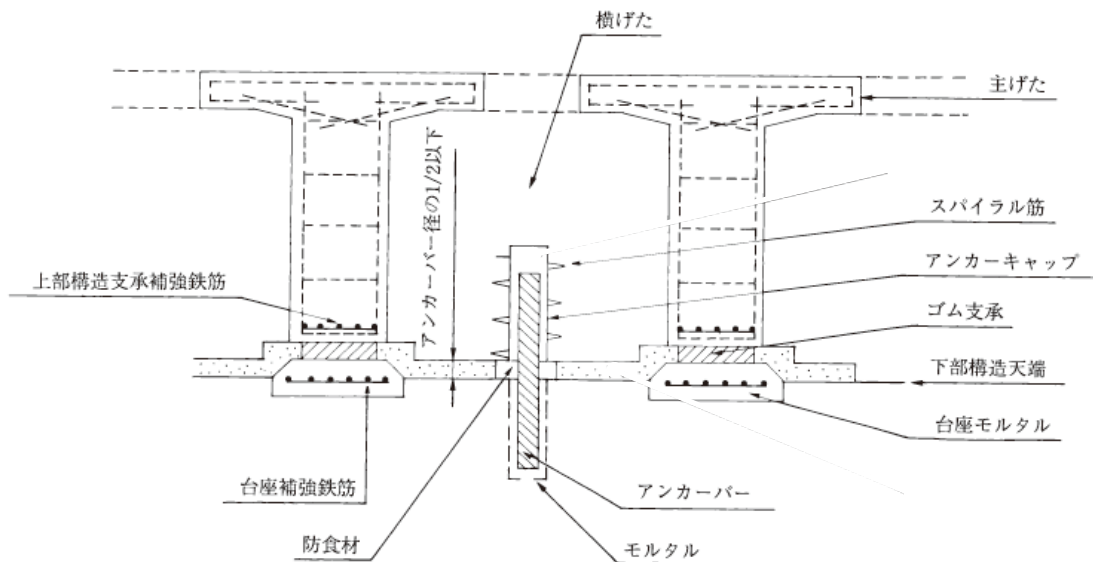 横げた
主げた
アンカーバー径の1/2以下
スパイラル筋
アンカーキャップ
上部構造支承補強鉄筋
ゴム支承
下部構造天端
台座モルタル
台座補強鉄筋
アンカーバー
防食材
モルタル